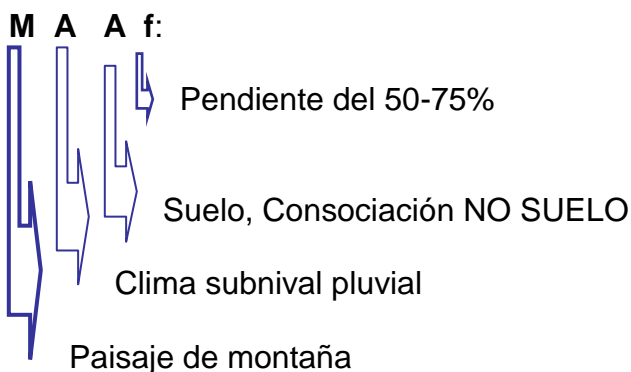 M A A f:
Pendiente del 50-75%
Suelo, Consociación NO SUELO
Clima subnival pluvial
Paisaje de montaña